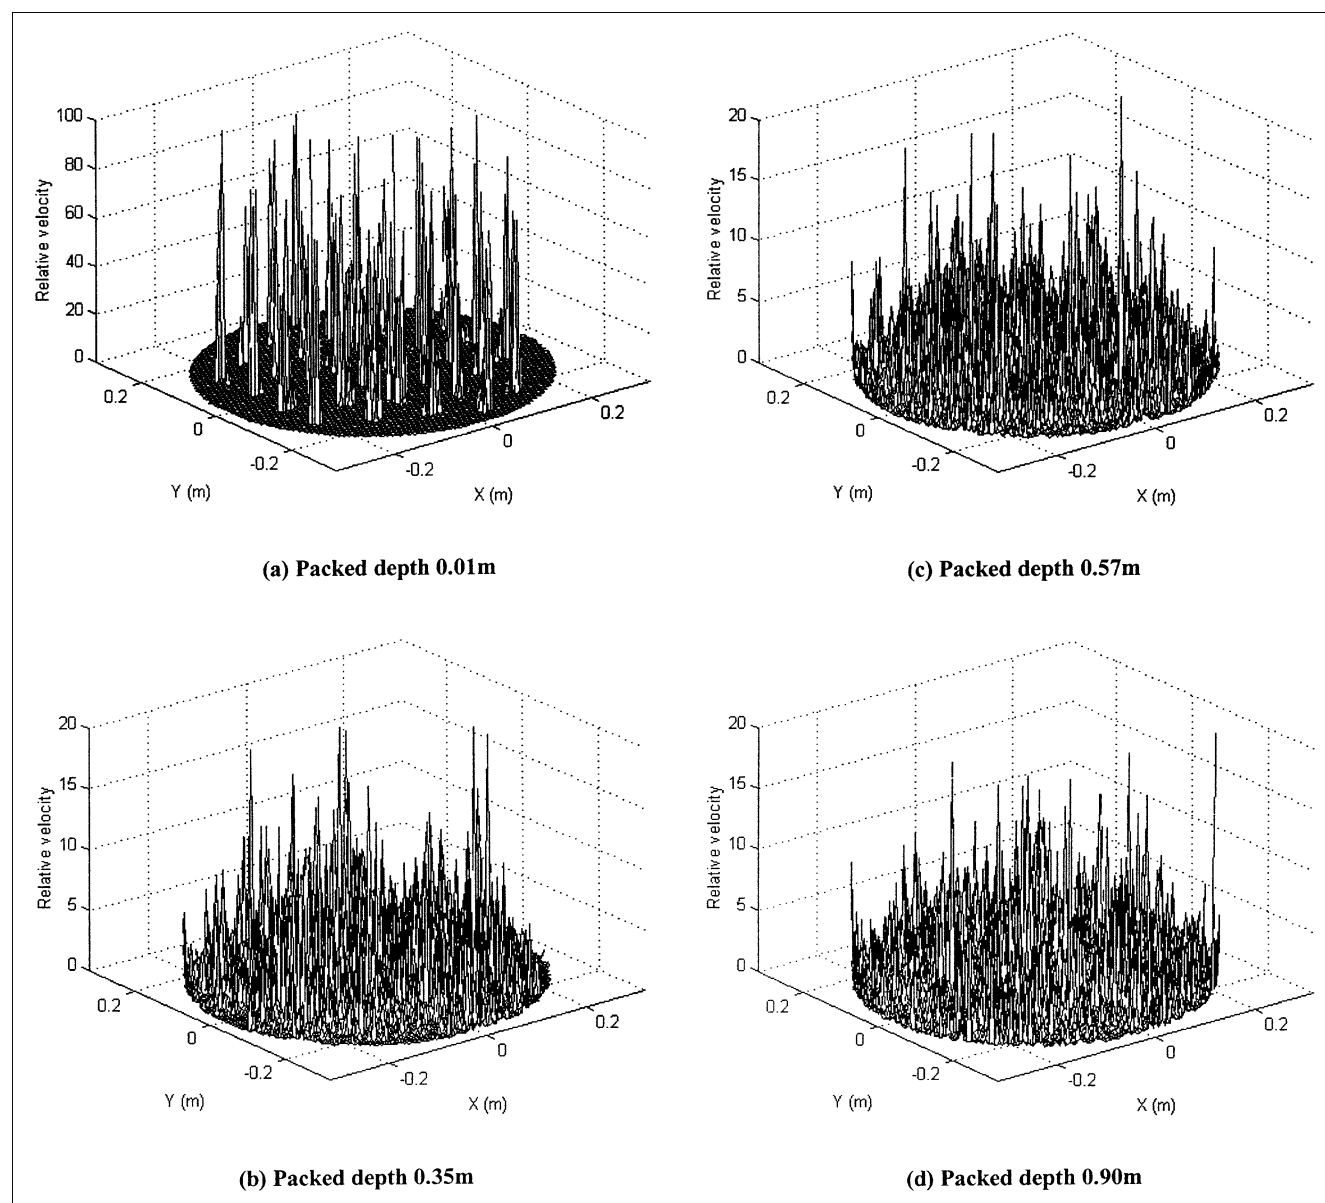 100
80
60
40
20
0
Relative velocity
0.2
0
-0.2
Y (m)
-0.2
0
0.2
X (m)
(a) Packed depth 0.01m
20
15
10
5
0
Relative velocity
0.2
0
-0.2
Y (m)
-0.2
0
0.2
X (m)
(c) Packed depth 0.57m
20
15
10
5
0
Relative velocity
0.2
0
-0.2
Y (m)
-0.2
0
0.2
X (m)
(b) Packed depth 0.35m
20
15
10
5
0
Relative velocity
0.2
0
-0.2
Y (m)
-0.2
0
0.2
X (m)
(d) Packed depth 0.90m